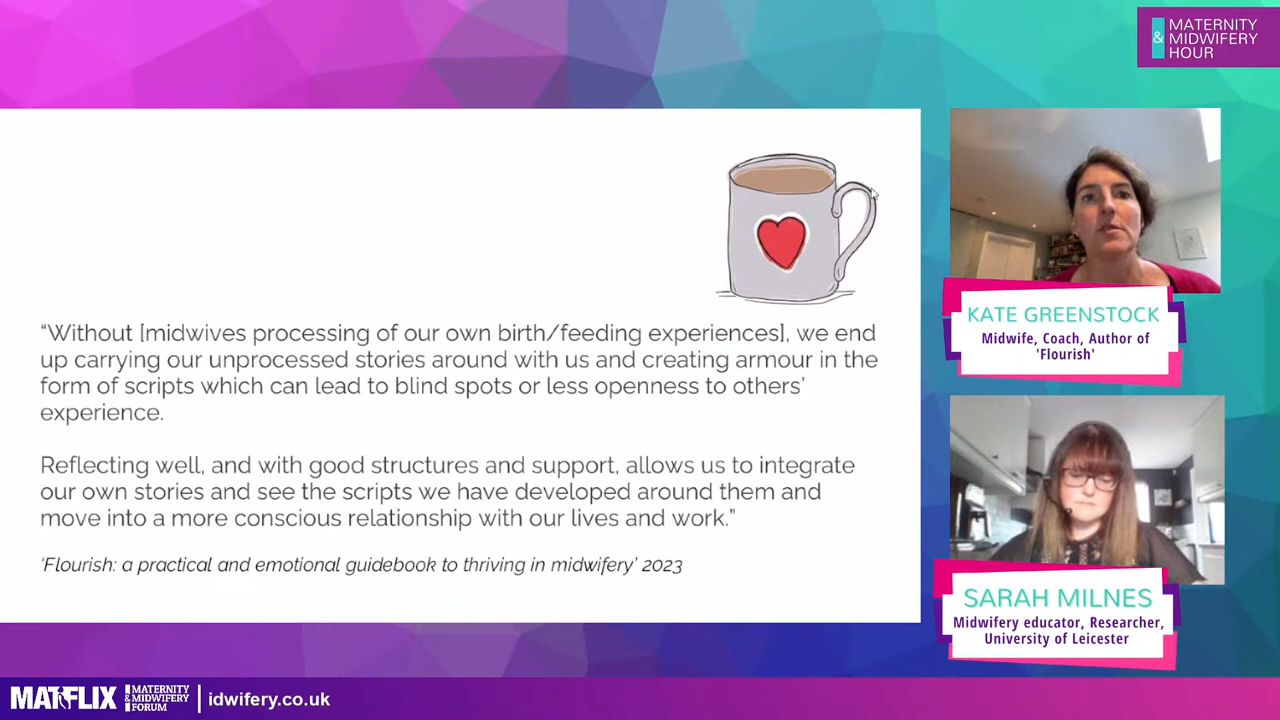 MATERNITY
& MIDWIFERY
HOUR
“Without [midwives processing of our own birth/feeding experiences], we end
up carrying our unprocessed stories around with us and creating armour in the
form of scripts which can lead to blind spots or less openness to others’
experience.
Reflecting well, and with good structures and support, allows us to integrate
our own stories and see the scripts we have developed around them and
move into a more conscious relationship with our lives and work.”
‘Flourish: a practical and emotional guidebook to thriving in midwifery’ 2023
KATE GREENSTOCK
Midwife, Coach, Author of
'Flourish'
SARAH MILNES
Midwifery educator, Researcher,
University of Leicester
MATFLIX
MATERNITY
& MIDWIFERY
FORUM
idwifery.co.uk